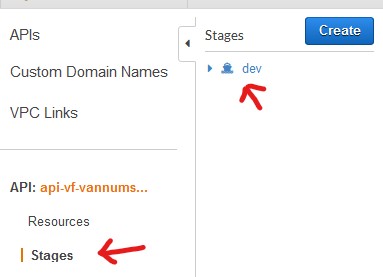 APIs
Custom Domain Names
VPC Links
API: api-vf-vannums...
Resources
Stages
Stages
Create
dev